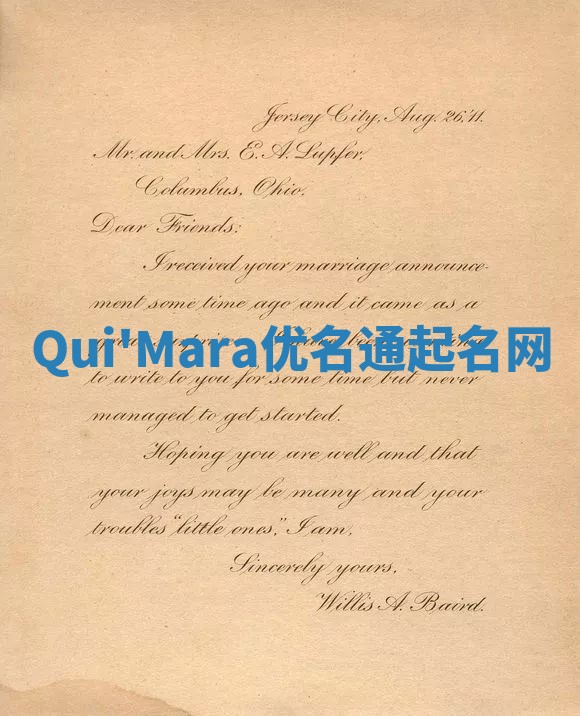 Jersey City, Aug. 26, '11.
Mr. and Mrs. E. A. Lupfer,
Columbus, Ohio.
Dear Friends:
I received your marriage announce-
ment some time ago and it came as a
Qui'Mara优名通起名网
to write to you for some time but never
managed to get started.
Hoping you are well and that
your joys may be many and your
troubles "little ones," I am,
Sincerely yours,
Willis A. Baird.